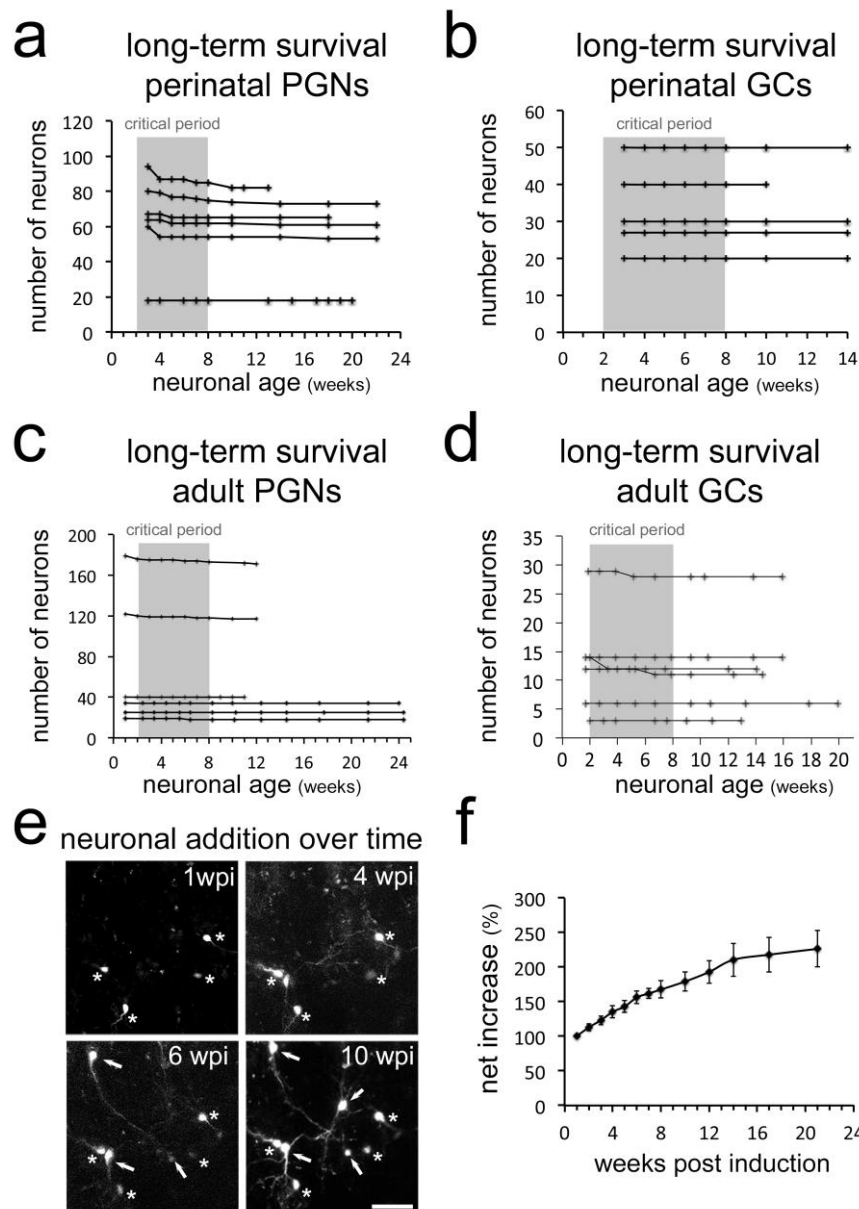 a
long-term survival
perinatal PGNs
critical period
120
100
80
60
40
20
0
0 4 8 12 16 20 24
number of neurons
neuronal age (weeks)
b
long-term survival
perinatal GCs
critical period
60
50
40
30
20
10
0
0 2 4 6 8 10 12 14
number of neurons
neuronal age (weeks)
c
long-term survival
adult PGNs
critical period
200
160
120
80
40
0
0 4 8 12 16 20 24
number of neurons
neuronal age (weeks)
d
long-term survival
adult GCs
critical period
35
30
25
20
15
10
5
0
0 2 4 6 8 10 12 14 16 18 20
number of neurons
neuronal age (weeks)
e
neuronal addition over time
1wpi
* * * *
4 wpi
* * * *
6 wpi
* * * *
10 wpi
* * * *
f
300
250
200
150
100
50
0
0 4 8 12 16 20 24
net increase (%)
weeks post induction